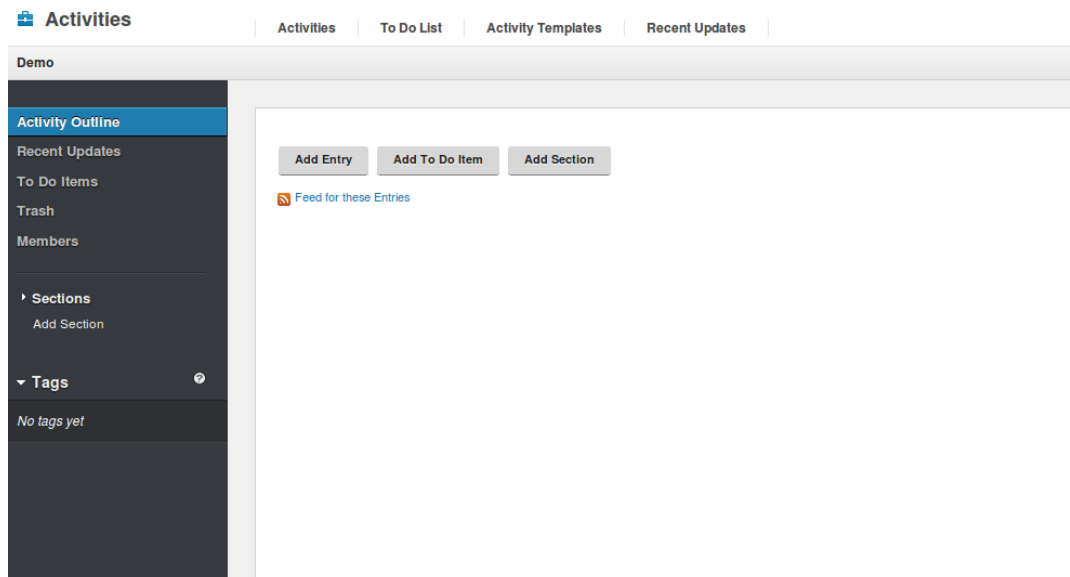 Activities
Activities To Do List Activity Templates Recent Updates
Demo
Activity Outline
Recent Updates
To Do Items
Trash
Members
Sections
Add Section
Tags ?
No tags yet
Add Entry Add To Do Item Add Section
Feed for these Entries